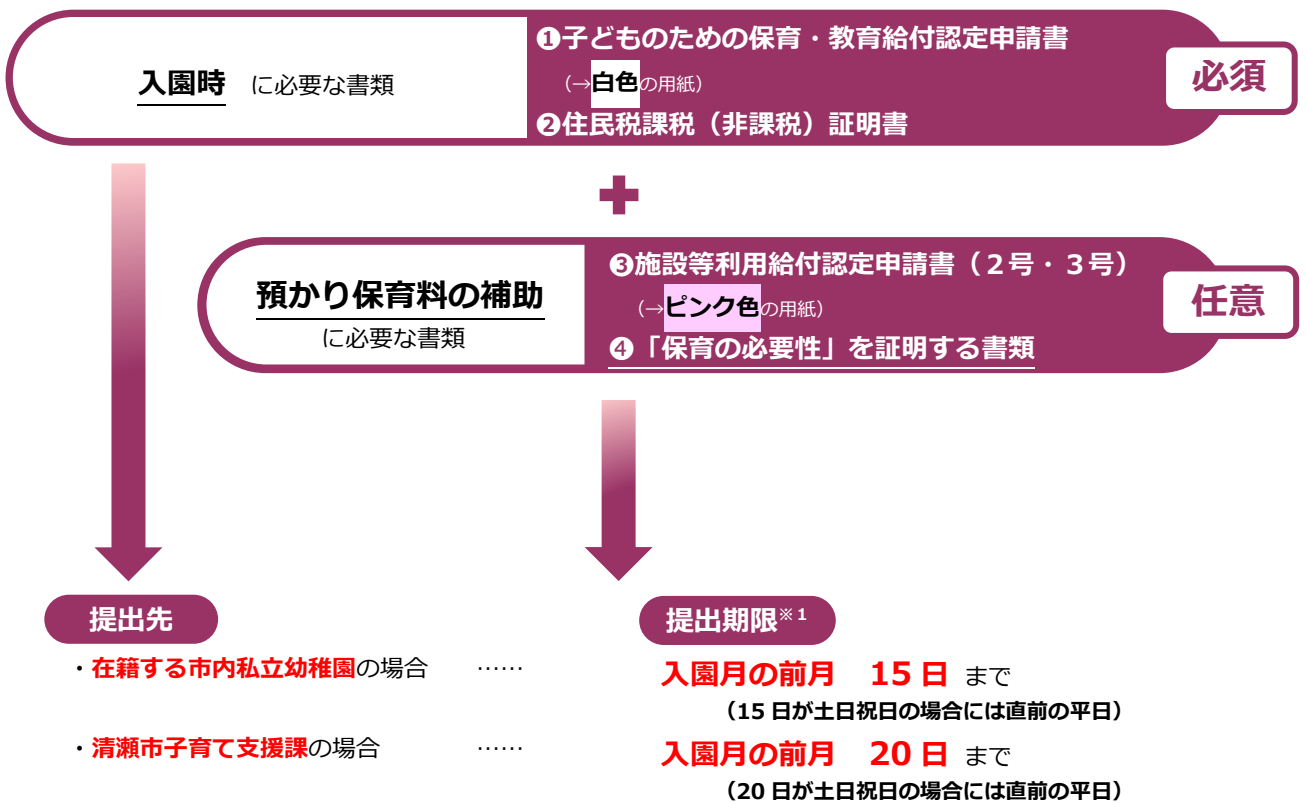 ❶子どものための保育・教育給付認定申請書
入園時 に必要な書類
（→白色の用紙）
必須
❷住民税課税（非課税）証明書
❸施設等利用給付認定申請書（２号・３号）
預かり保育料の補助
（→ピンク色の用紙）
任意
に必要な書類
❹「保育の必要性」を証明する書類
提出先
提出期限※１
・在籍する市内私立幼稚園の場合 ……
入園月の前月 15 日 まで
（15 日が土日祝日の場合には直前の平日）
・清瀬市子育て支援課の場合 ……
入園月の前月 20 日 まで
（20 日が土日祝日の場合には直前の平日）